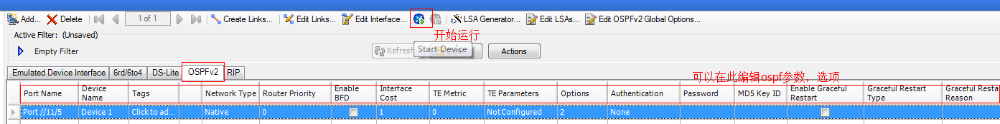 Add... Delete 1 of 1 Create Links... Edit Links... Edit Interface... LSA Generator... Edit LSAs... Edit OSPFv2 Global Options...
Active Filter: (Unsaved)
开始运行
Empty Filter Refresh Start Device Actions
Emulated Device Interface 6rd/6to4 DS-Lite OSPFv2 RIP
可以在此编辑ospf参数，选项
Port Name Device Name Tags Network Type Router Priority Enable BFD Interface Cost TE Metric TE Parameters Options Authentication Password MD5 Key ID Enable Graceful Restart Graceful Restart Type Graceful Resta Reason
Port //11/5 Device 1 Click to ad... Native 0 1 0 NotConfigured 2 None